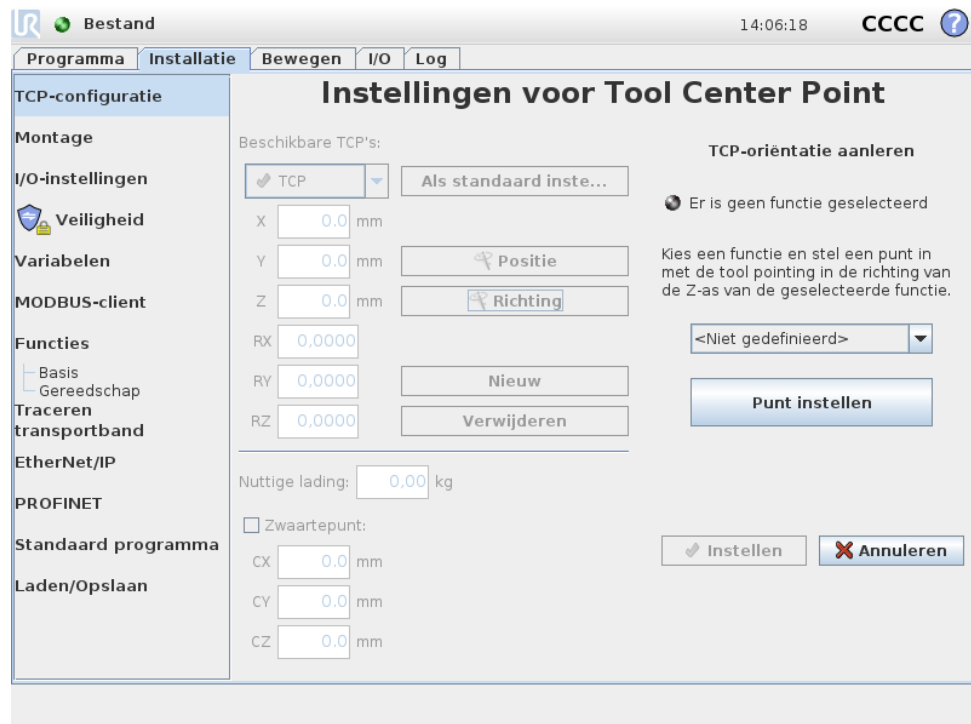 UR
Bestand
14:06:18
CCCC
?
Programma
Installatie
Bewegen
I/O
Log
TCP-configuratie
Montage
I/O-instellingen
Veiligheid
Variabelen
MODBUS-client
Functies
Basis
Gereedschap
Traceren
transportband
EtherNet/IP
PROFINET
Standaard programma
Laden/Opslaan
Instellingen voor Tool Center Point
Beschikbare TCP's:
TCP
Als standaard inste...
X 0.0 mm
Y 0.0 mm
Positie
Z 0.0 mm
Richting
RX 0,0000
RY 0,0000
Nieuw
RZ 0,0000
Verwijderen
Nuttige lading: 0,00 kg
Zwaartepunt:
CX 0.0 mm
CY 0.0 mm
CZ 0.0 mm
TCP-oriëntatie aanleren
Er is geen functie geselecteerd
Kies een functie en stel een punt in
met de tool pointing in de richting van
de Z-as van de geselecteerde functie.
<Niet gedefinieerd>
Punt instellen
Instellen
Annuleren